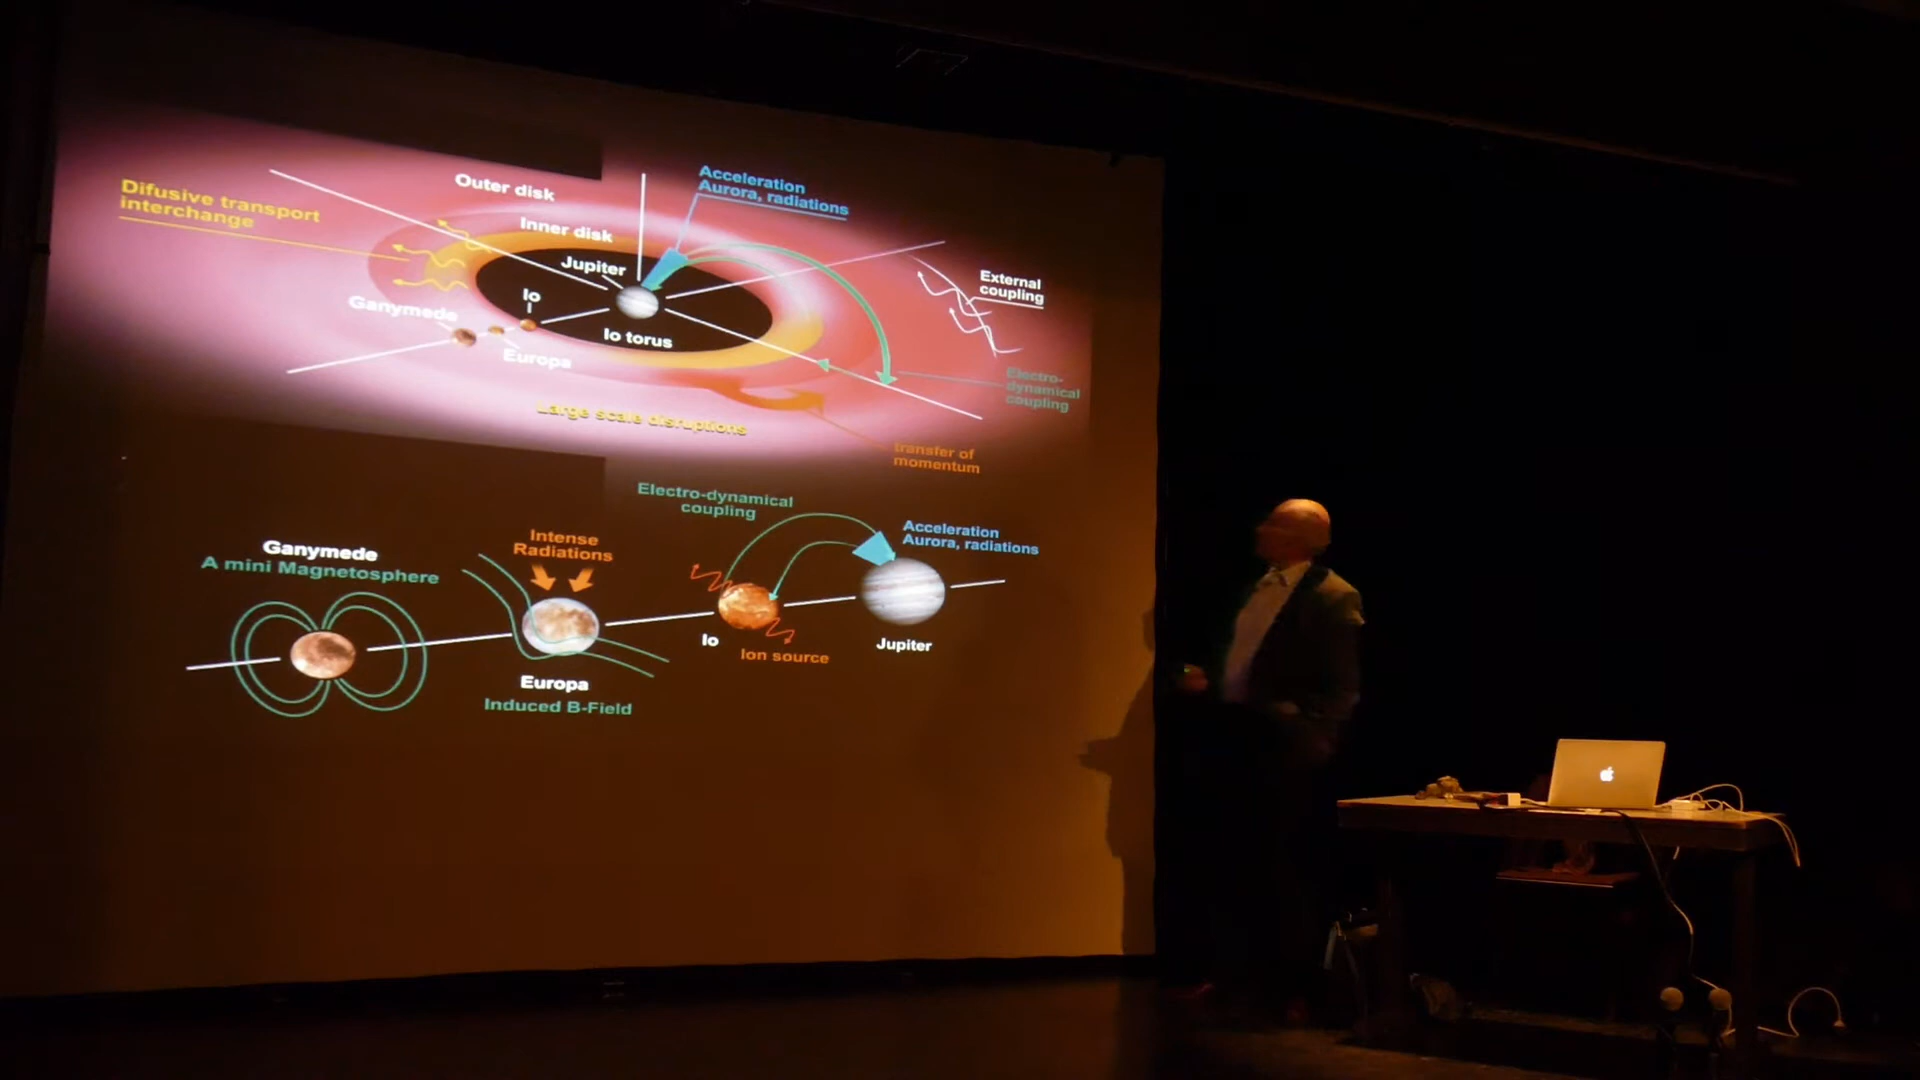 Acceleration
Aurora, radiations
Outer disk
Difusive transport
interchange
Inner disk
Jupiter
External
coupling
Io
Ganymede
Io torus
Europa
Electro-
dynamical
coupling
Large scale disruptions
transfer of
momentum
Electro-dynamical
coupling
Acceleration
Aurora, radiations
Intense
Radiations
Ganymede
A mini Magnetosphere
Io
Ion source
Jupiter
Europa
Induced B-Field